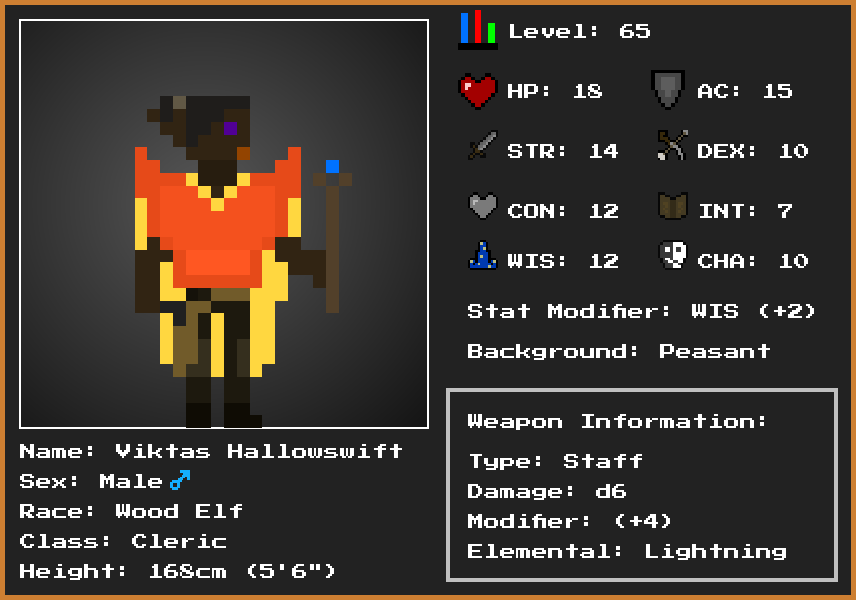 Level: 65
HP: 18
AC: 15
STR: 14
DEX: 10
CON: 12
INT: 7
WIS: 12
CHA: 10
Stat Modifier: WIS (+2)
Background: Peasant
Weapon Information:
Type: Staff
Damage: d6
Modifier: (+4)
Elemental: Lightning
Name: Viktas Hallowswift
Sex: Male ♂
Race: Wood Elf
Class: Cleric
Height: 168cm (5'6")